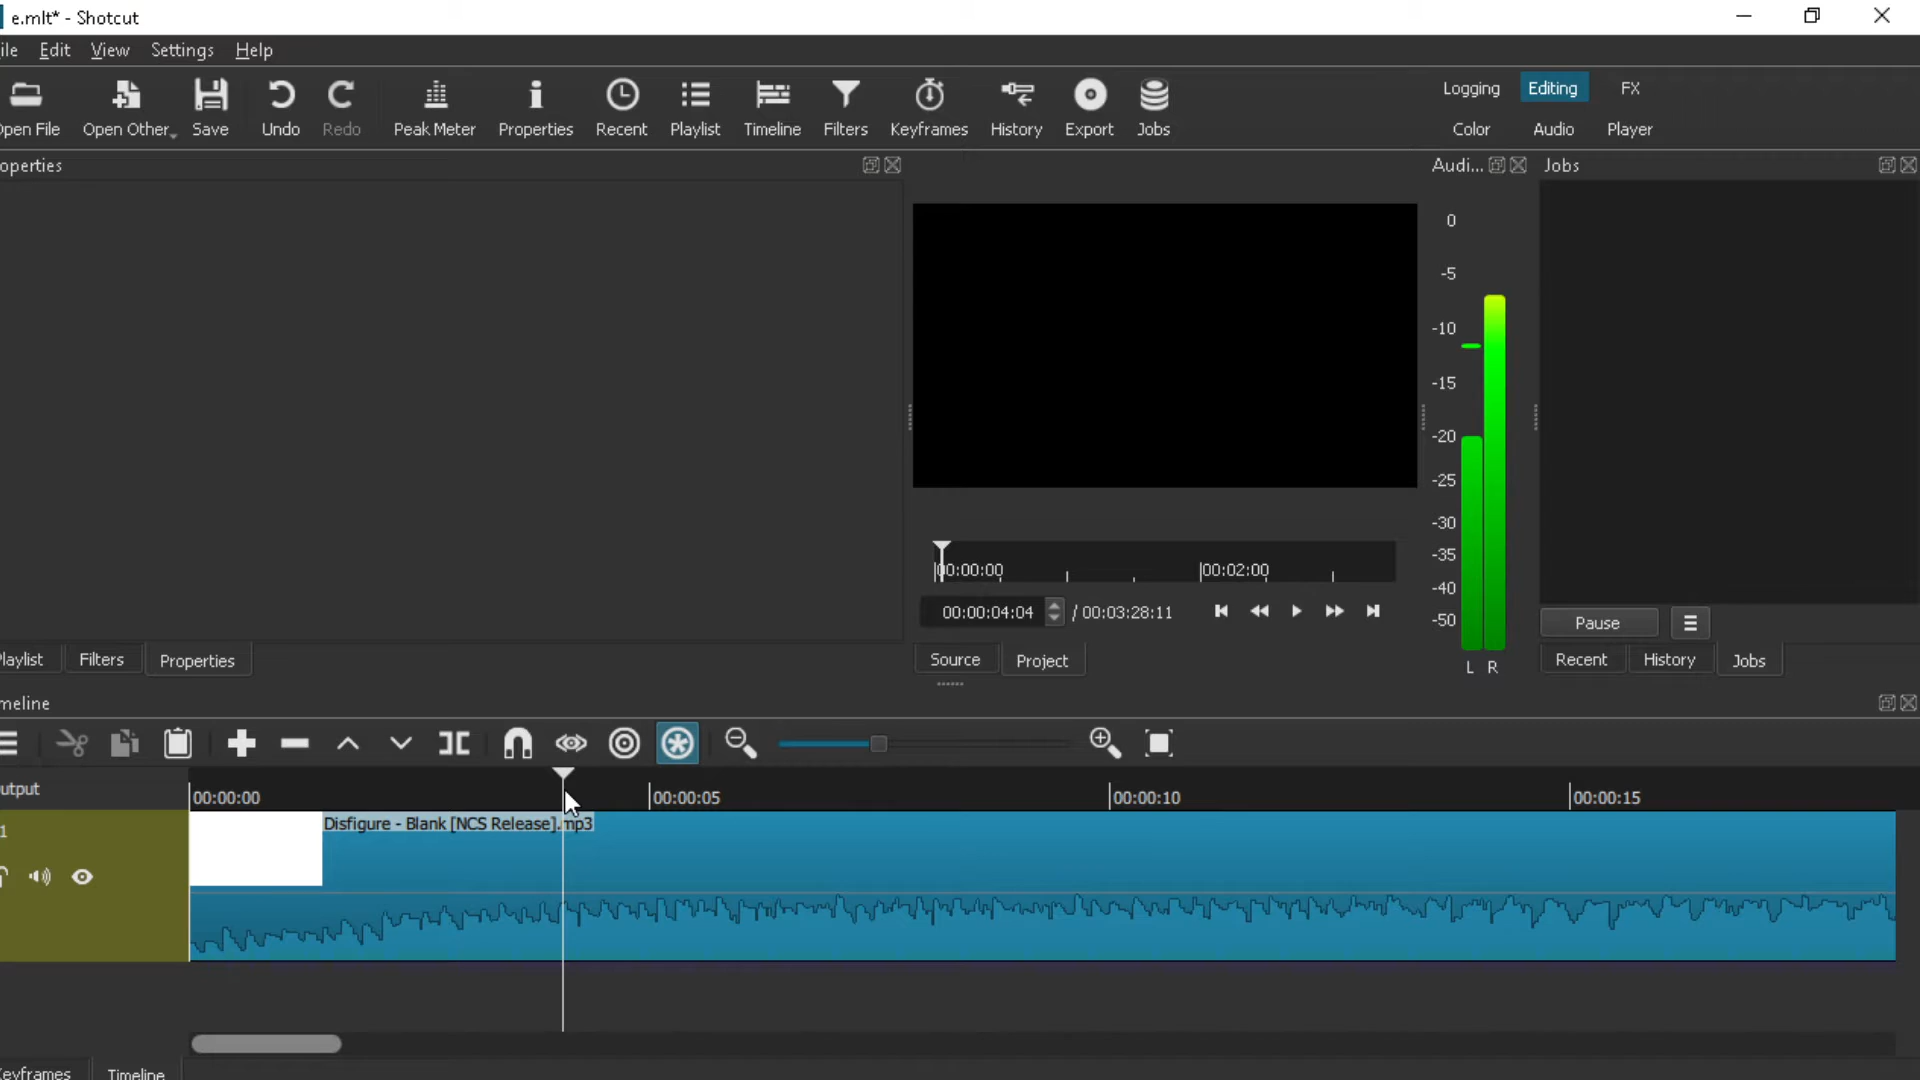 e.mlt* - Shotcut
ile Edit View Settings Help
pen File Open Other Save Undo Redo Peak Meter Properties Recent Playlist Timeline Filters Keyframes History Export Jobs
Logging Editing FX
Color Audio Player
operties
Audi...
Jobs
0
-5
-10
-15
-20
-25
-30
-35
-40
-50
L R
00:00:00 00:02:00
00:00:04:04 / 00:03:28:11
Pause
laylist Filters Properties
Source Project
Recent History Jobs
meline
utput
00:00:00 00:00:05 00:00:10 00:00:15
1
Disfigure - Blank [NCS Release].mp3
eyframes Timeline